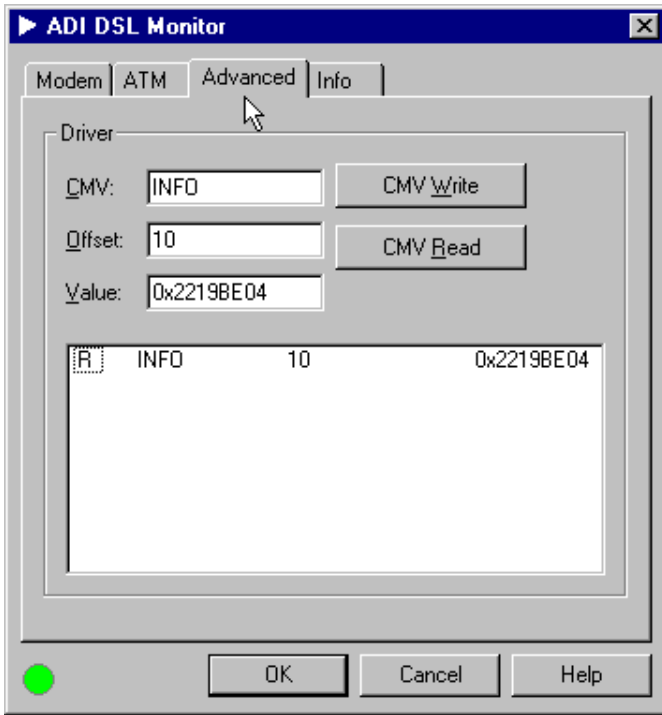 ADI DSL Monitor
Modem ATM Advanced Info
Driver
CMV: INFO CMV Write
Offset: 10 CMV Read
Value: 0x2219BE04
R INFO 10 0x2219BE04
OK Cancel Help